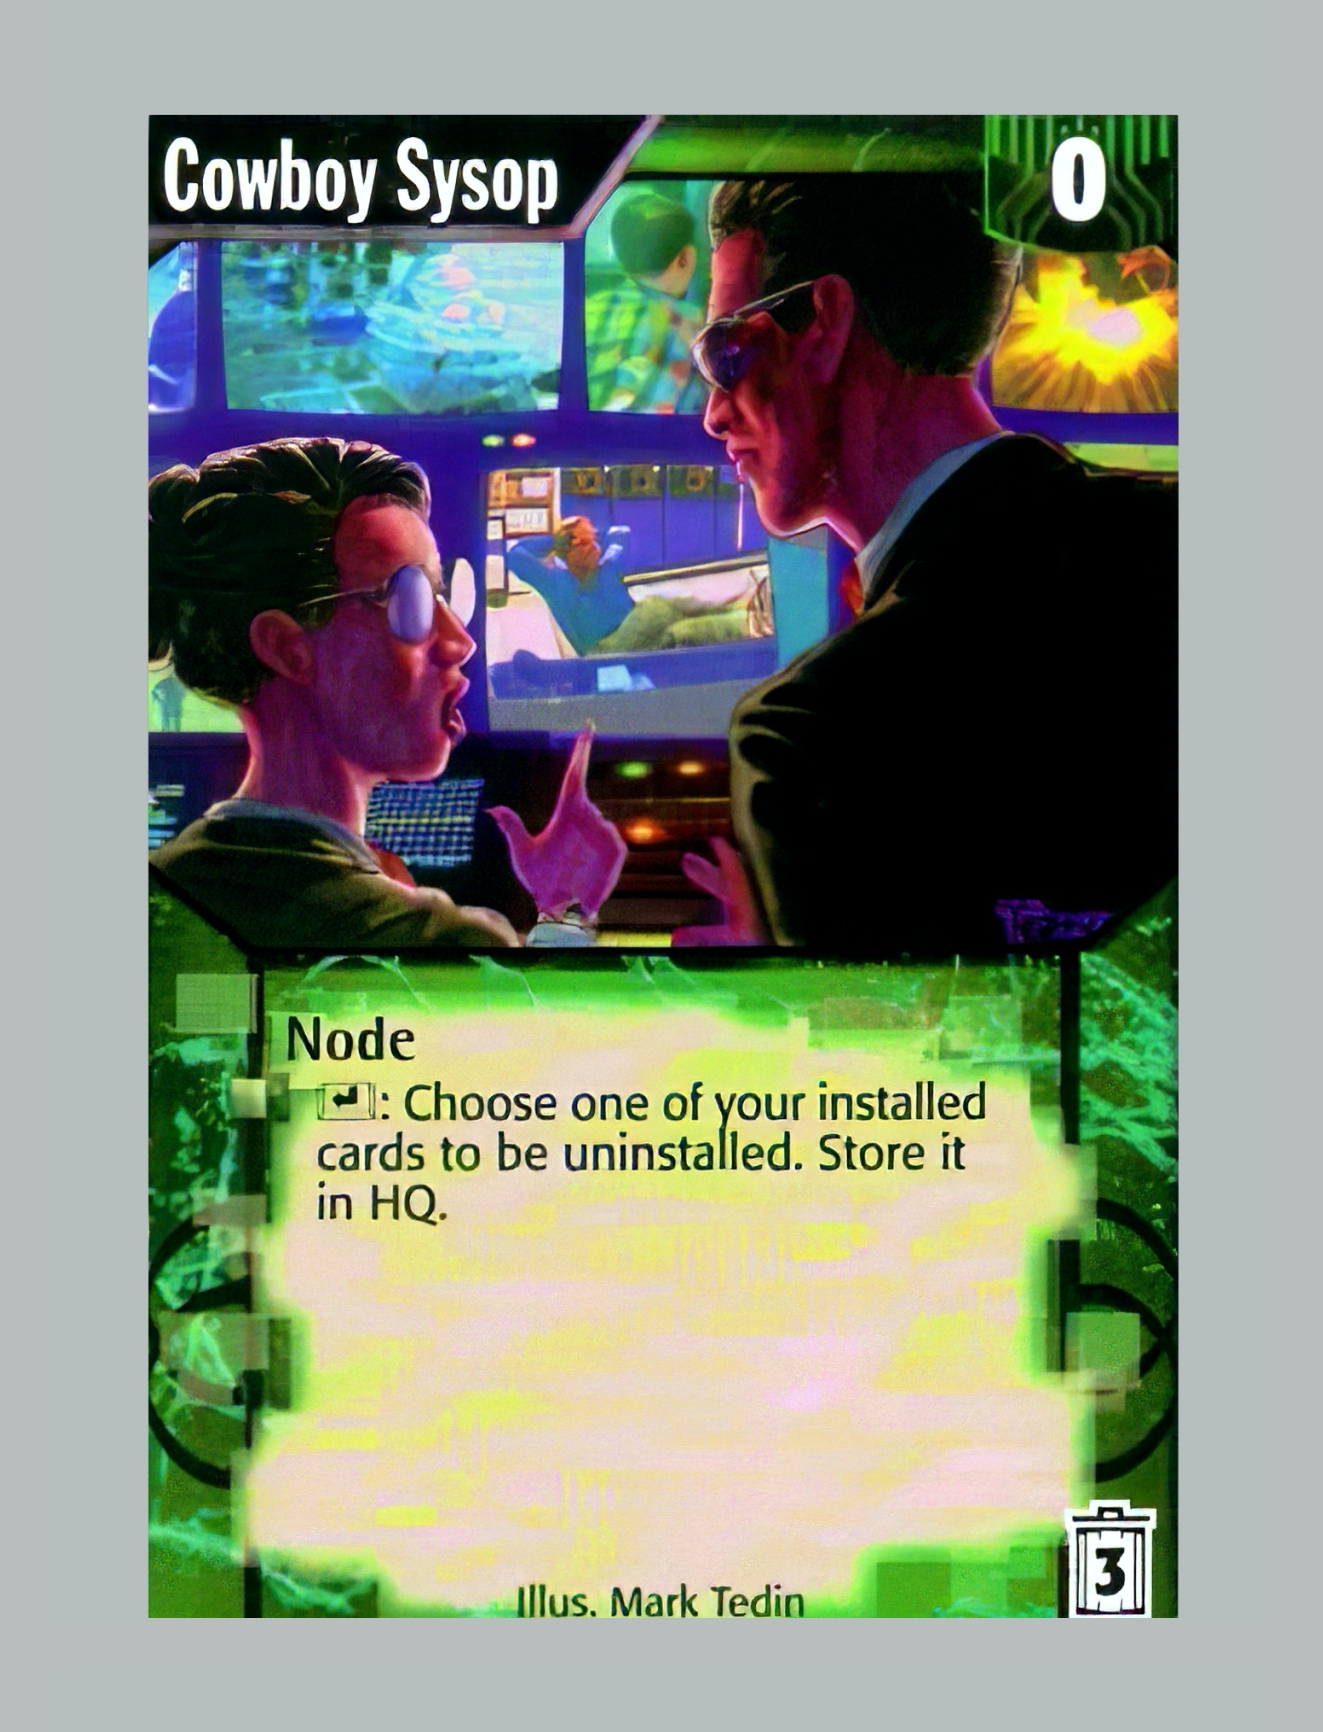 Cowboy Sysop
0
Node
↵: Choose one of your installed
cards to be uninstalled. Store it
in HQ.
3
Illus. Mark Tedin